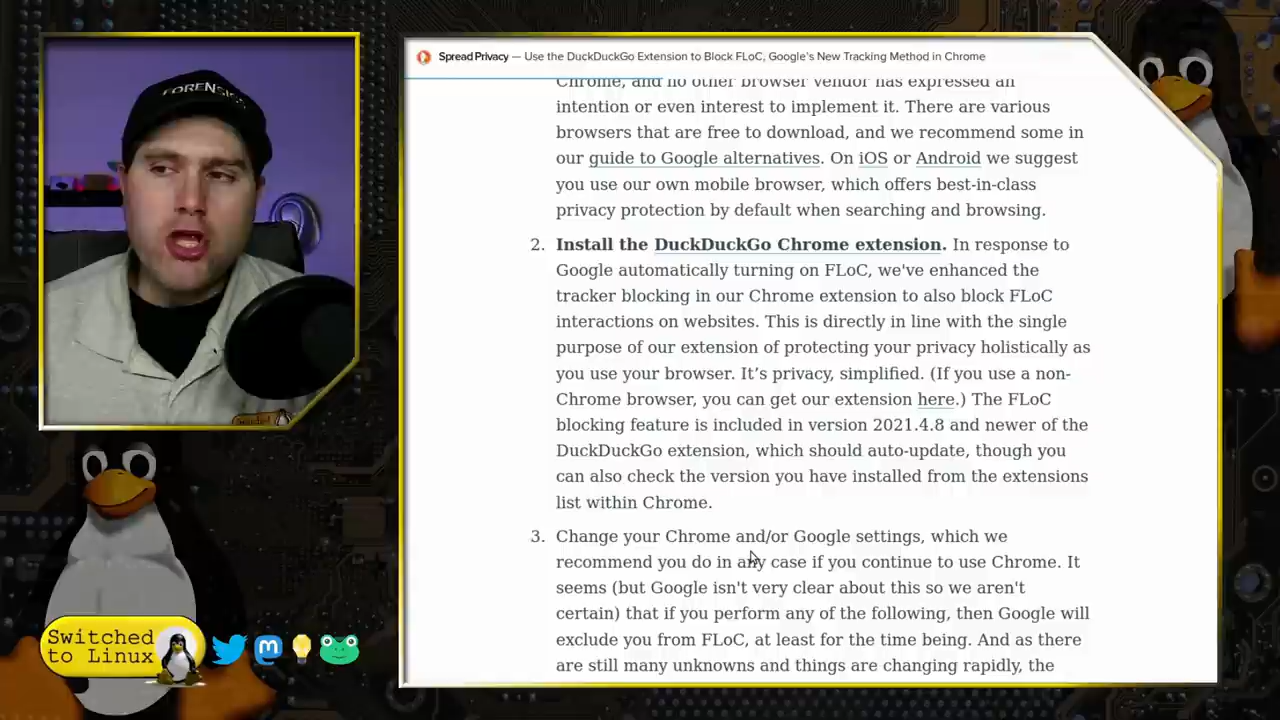 FORENSIC
Switched
to Linux
Spread Privacy — Use the DuckDuckGo Extension to Block FLoC, Google's New Tracking Method in Chrome
Chrome, and no other browser vendor has expressed an
intention or even interest to implement it. There are various
browsers that are free to download, and we recommend some in
our guide to Google alternatives. On iOS or Android we suggest
you use our own mobile browser, which offers best-in-class
privacy protection by default when searching and browsing.
2. Install the DuckDuckGo Chrome extension. In response to
Google automatically turning on FLoC, we've enhanced the
tracker blocking in our Chrome extension to also block FLoC
interactions on websites. This is directly in line with the single
purpose of our extension of protecting your privacy holistically as
you use your browser. It’s privacy, simplified. (If you use a non-
Chrome browser, you can get our extension here.) The FLoC
blocking feature is included in version 2021.4.8 and newer of the
DuckDuckGo extension, which should auto-update, though you
can also check the version you have installed from the extensions
list within Chrome.
3. Change your Chrome and/or Google settings, which we
recommend you do in any case if you continue to use Chrome. It
seems (but Google isn't very clear about this so we aren't
certain) that if you perform any of the following, then Google will
exclude you from FLoC, at least for the time being. And as there
are still many unknowns and things are changing rapidly, the